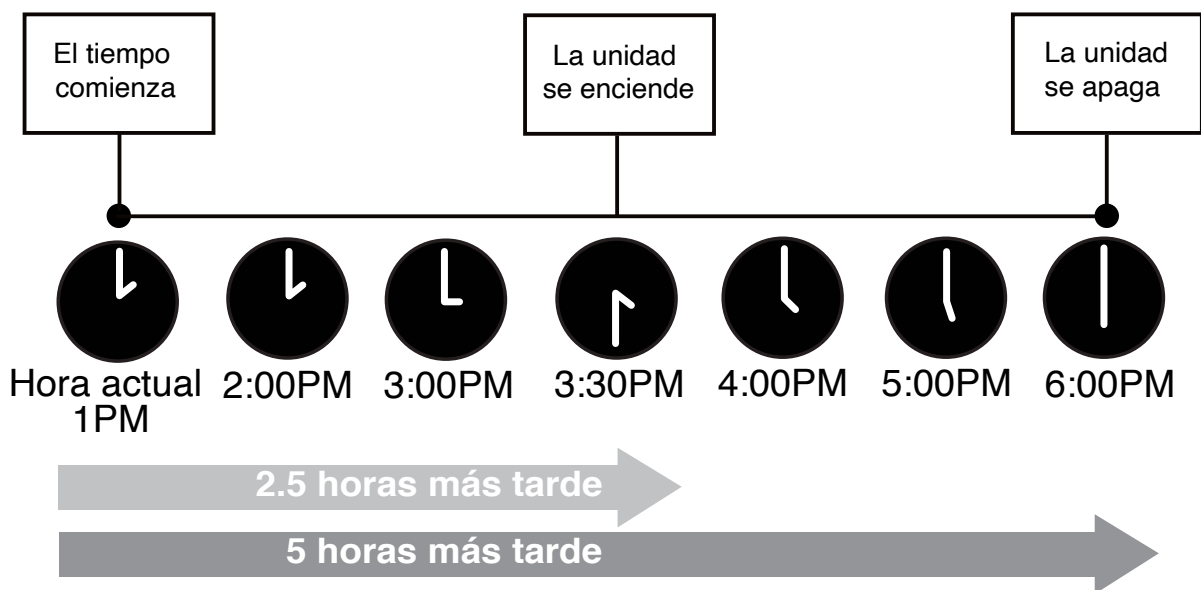 El tiempo
comienza
La unidad
se enciende
La unidad
se apaga
Hora actual
1PM
2:00PM
3:00PM
3:30PM
4:00PM
5:00PM
6:00PM
2.5 horas más tarde
5 horas más tarde